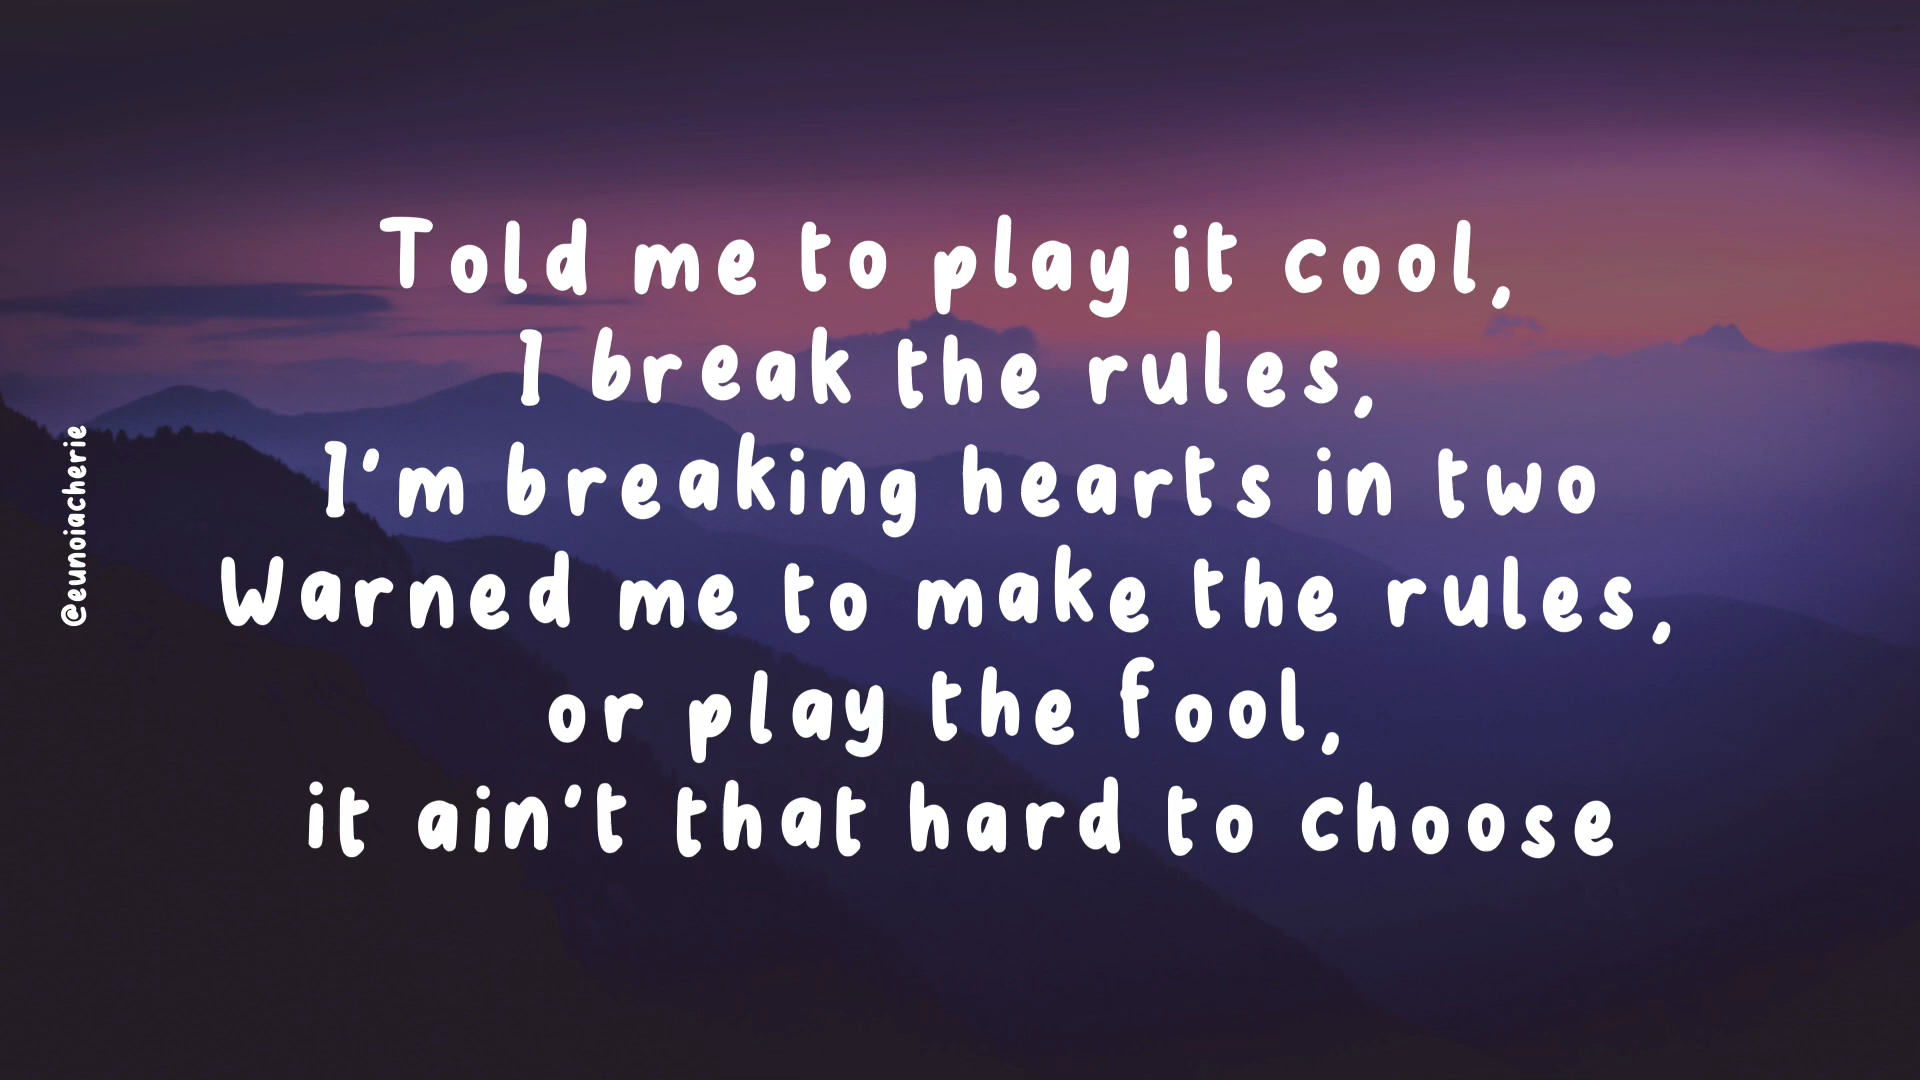 Told me to play it cool,
I break the rules,
I'm breaking hearts in two
Warned me to make the rules,
or play the fool,
it ain't that hard to choose
@eunoiacherie